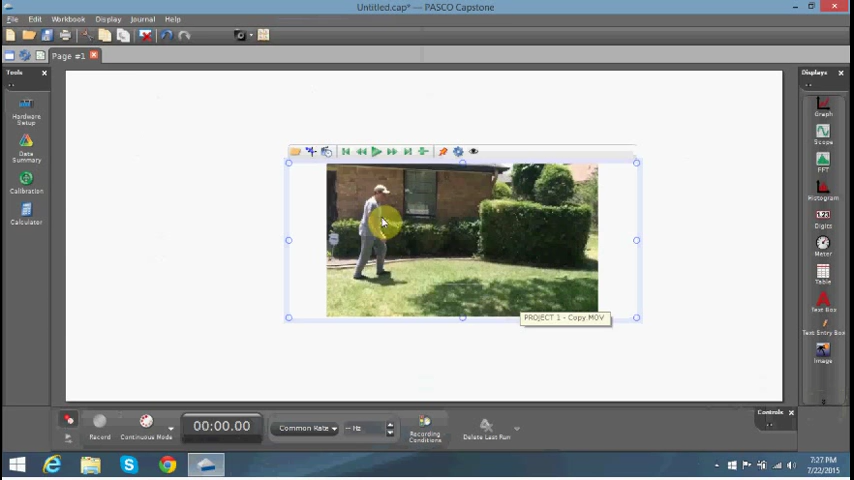 Untitled.cap* — PASCO Capstone
File Edit Workbook Display Journal Help
Page #1
Tools
Hardware
Setup
Data
Summary
Calibration
Calculator
Displays
Graph
Scope
FFT
Histogram
123
Digits
Meter
Table
Text Box
Text Entry Box
Image
PROJECT 1 - Copy.MOV
Record
Continuous Mode
00:00.00
Common Rate
-- Hz
Recording
Conditions
Delete Last Run
Controls
7:27 PM
7/22/2015